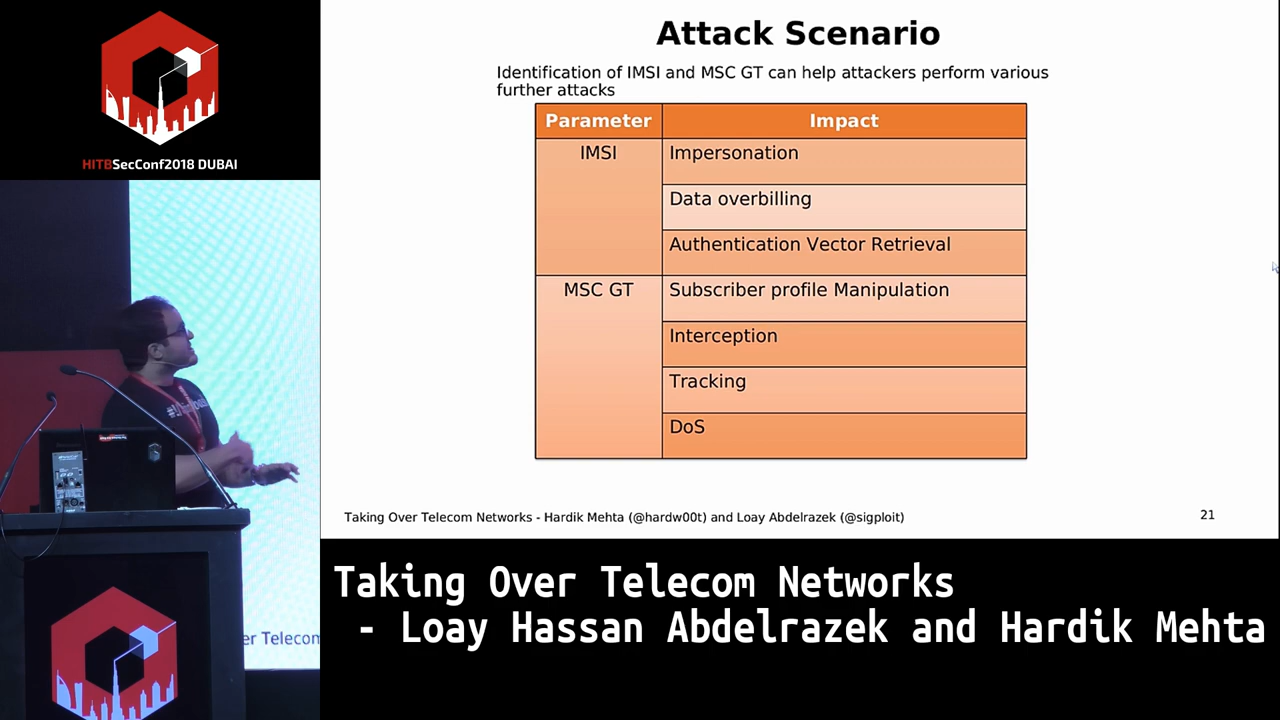 HITBSecConf2018 DUBAI
Attack Scenario
Identification of IMSI and MSC GT can help attackers perform various
further attacks
Parameter Impact
IMSI Impersonation
Data overbilling
Authentication Vector Retrieval
MSC GT Subscriber profile Manipulation
Interception
Tracking
DoS
Taking Over Telecom Networks - Hardik Mehta (@hardw00t) and Loay Abdelrazek (@sigploit)
21
er Telecom
Taking Over Telecom Networks
- Loay Hassan Abdelrazek and Hardik Mehta